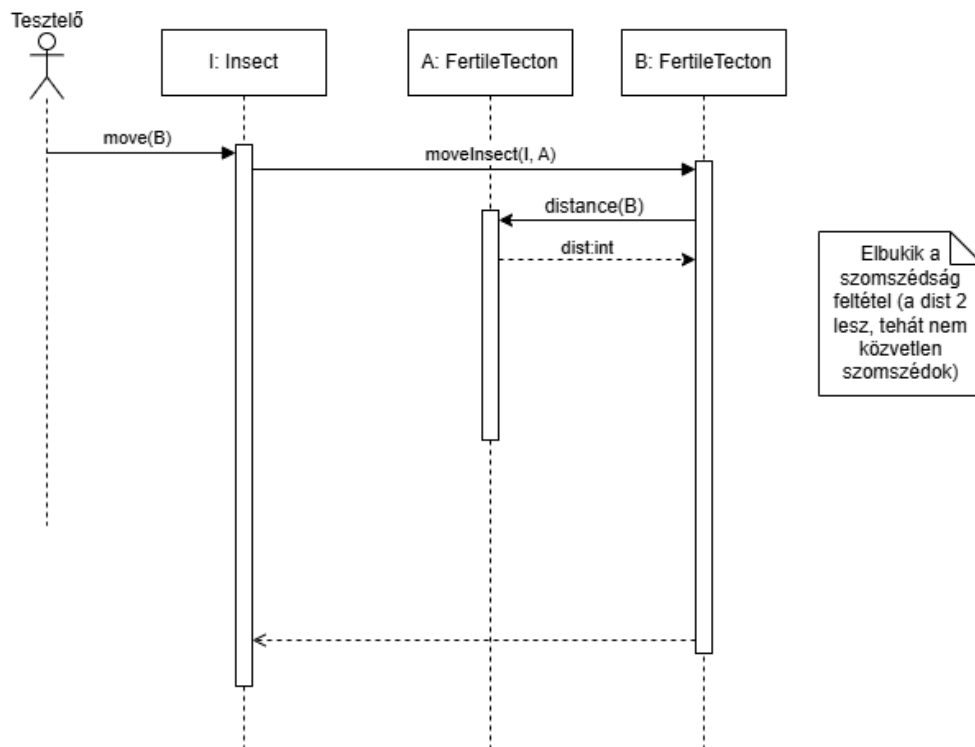 Tesztelő
I: Insect
A: FertileTecton
B: FertileTecton
move(B)
moveInsect(I, A)
distance(B)
dist:int
Elbukik a
szomszédság
feltétel (a dist 2
lesz, tehát nem
közvetlen
szomszédok)